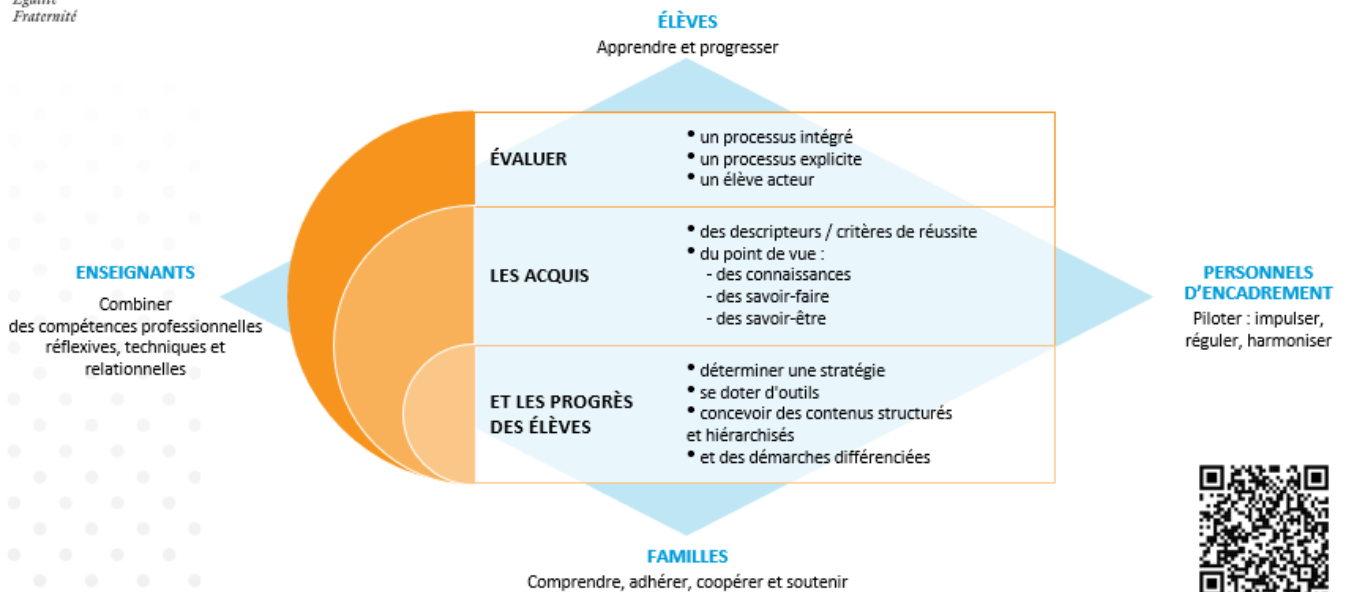 Égalité
Fraternité
ÉLÈVES
Apprendre et progresser
ÉVALUER
• un processus intégré
• un processus explicite
• un élève acteur
LES ACQUIS
• des descripteurs / critères de réussite
• du point de vue :
- des connaissances
- des savoir-faire
- des savoir-être
ET LES PROGRÈS
DES ÉLÈVES
• déterminer une stratégie
• se doter d'outils
• concevoir des contenus structurés
et hiérarchisés
• et des démarches différenciées
ENSEIGNANTS
Combiner
des compétences professionnelles
réflexives, techniques et
relationnelles
PERSONNELS
D'ENCADREMENT
Piloter : impulser,
réguler, harmoniser
FAMILLES
Comprendre, adhérer, coopérer et soutenir